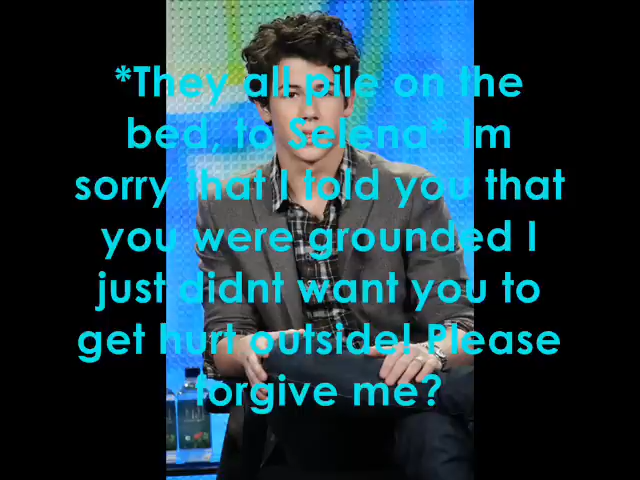 *They all pile on the
bed, to Selena* Im
sorry that I told you that
you were grounded I
just didnt want you to
get hurt outside! Please
forgive me?